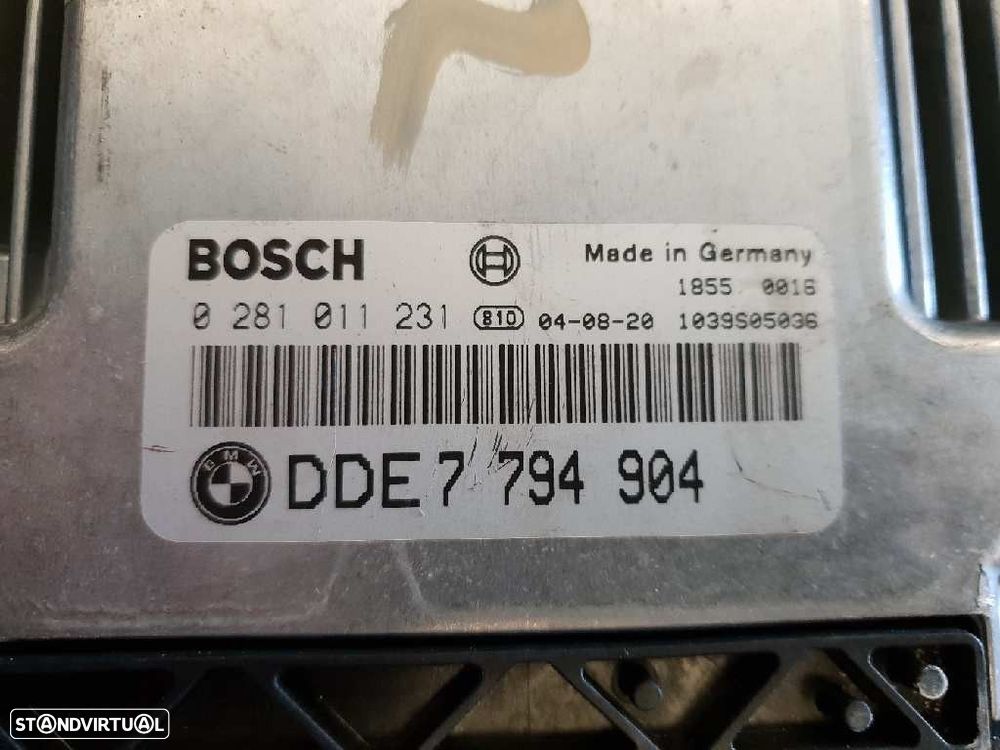 BOSCH Made in Germany
1855 0016
0 281 011 231 810 04-08-20 1039S05036
BMW DDE 7 794 904
STANDVIRTUAL